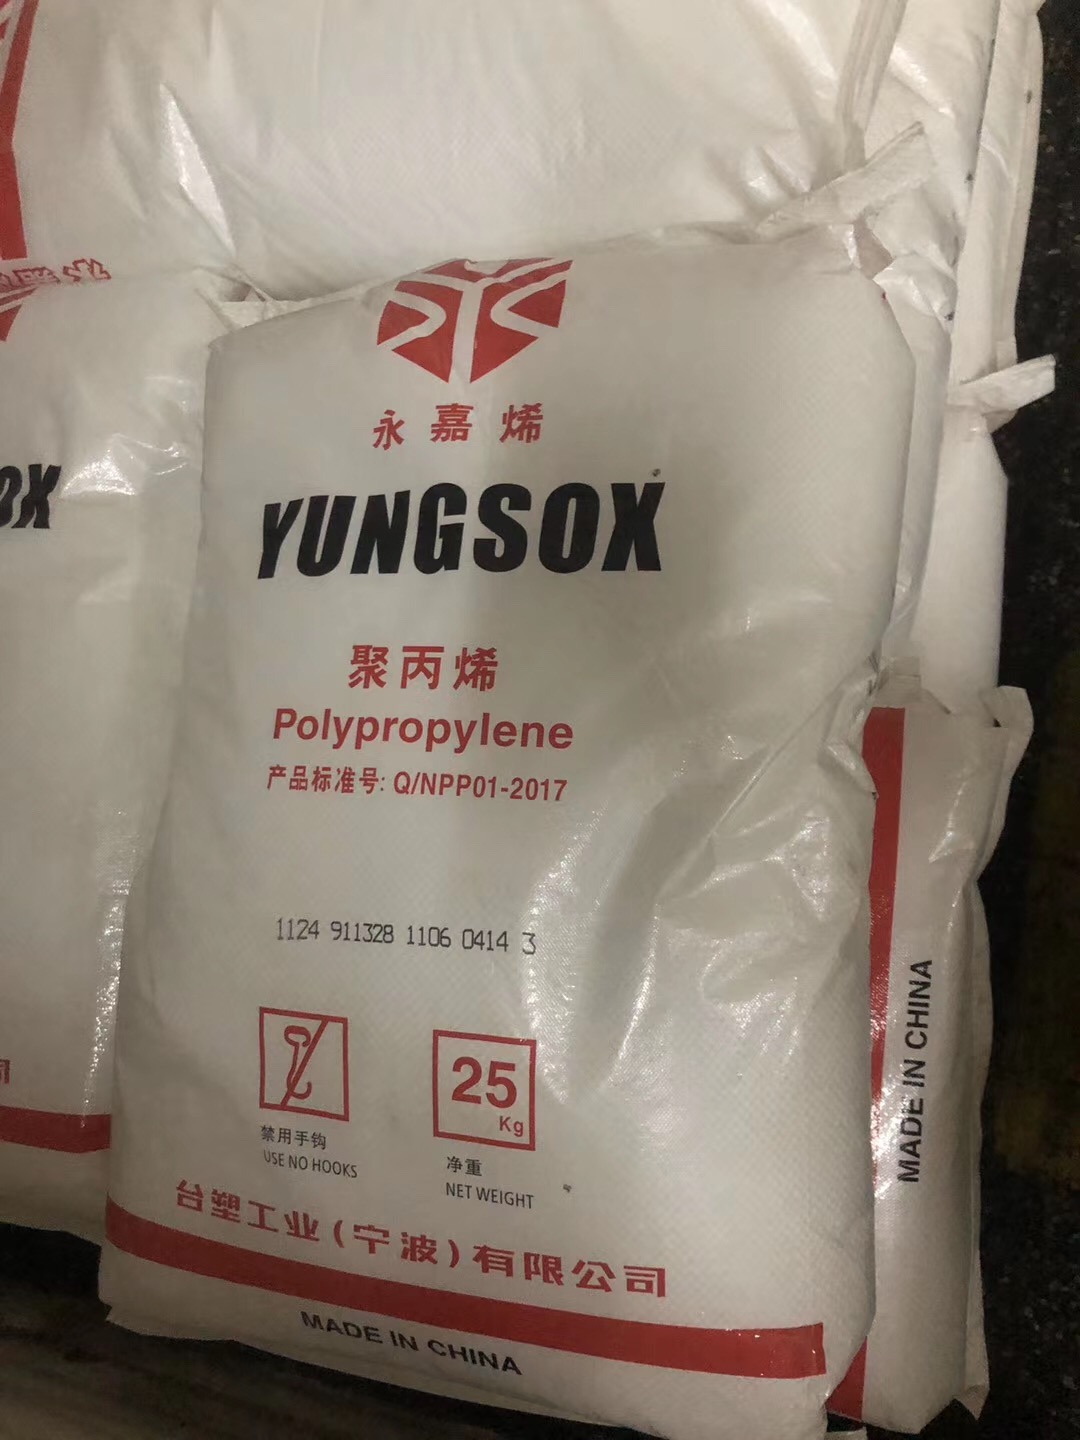 永嘉烯
YUNGSOX
聚丙烯
Polypropylene
产品标准号: Q/NPP01-2017
1124 911328 1106 0414 3
25
Kg
禁用手钩
USE NO HOOKS
净重
NET WEIGHT
台塑工业(宁波)有限公司
MADE IN CHINA
OX
司
MADE IN CHINA